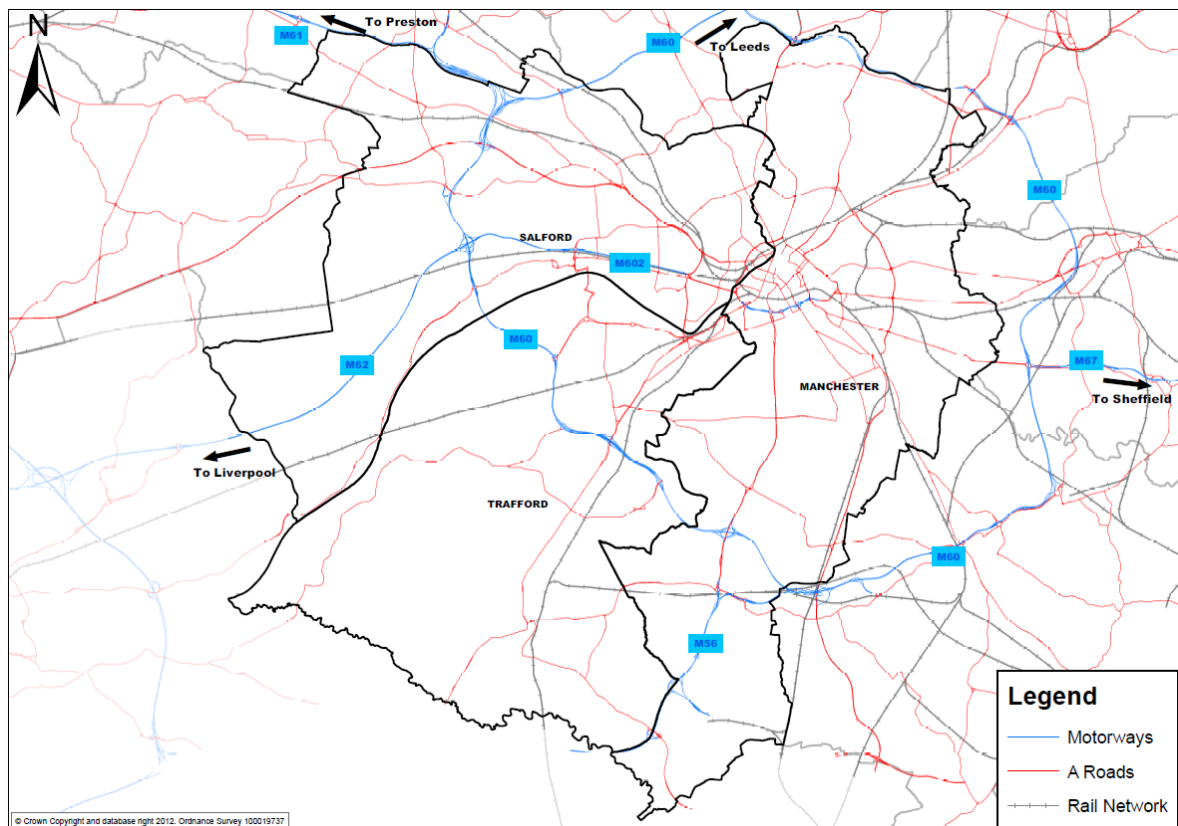 N
To Preston
M61
M60
To Leeds
M60
SALFORD
M602
M60
M62
M67
MANCHESTER
To Sheffield
To Liverpool
TRAFFORD
M60
M56
Legend
Motorways
A Roads
Rail Network
© Crown Copyright and database right 2012. Ordnance Survey 100019737